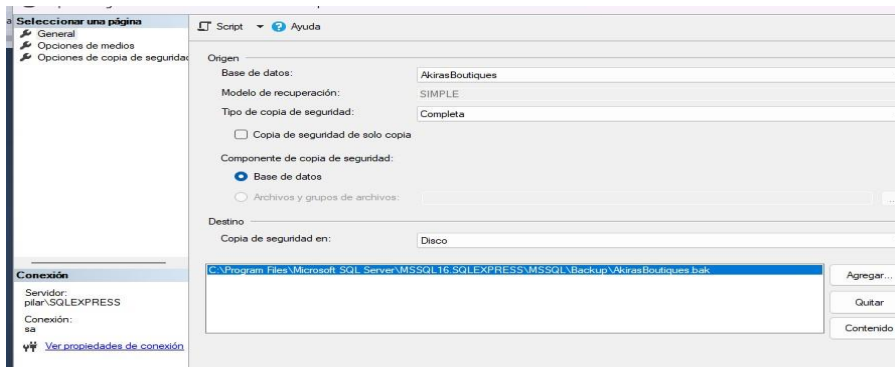 Seleccionar una página
General
Opciones de medios
Opciones de copia de seguridad
Script Ayuda
Origen
Base de datos: AkirasBoutiques
Modelo de recuperación: SIMPLE
Tipo de copia de seguridad: Completa
Copia de seguridad de solo copia
Componente de copia de seguridad:
Base de datos
Archivos y grupos de archivos:
...
Destino
Copia de seguridad en: Disco
C:\Program Files\Microsoft SQL Server\MSSQL16.SQLEXPRESS\MSSQL\Backup\AkirasBoutiques.bak
Agregar...
Quitar
Contenido
Conexión
Servidor:
pilar\SQLEXPRESS
Conexión:
sa
Ver propiedades de conexión